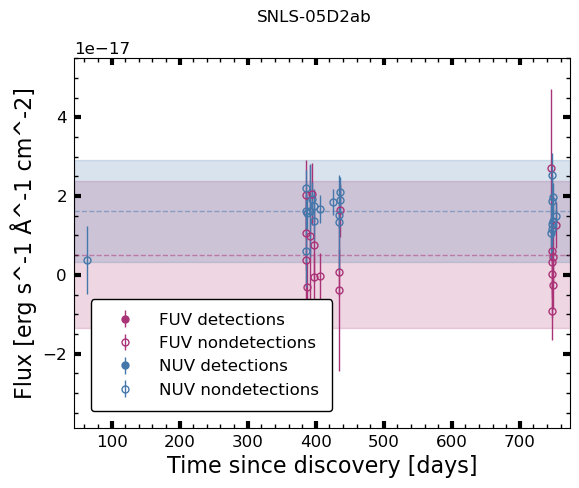 SNLS-05D2ab
1e−17
Flux [erg s^-1 Å^-1 cm^-2]
4
2
0
−2
FUV detections
FUV nondetections
NUV detections
NUV nondetections
100 200 300 400 500 600 700
Time since discovery [days]